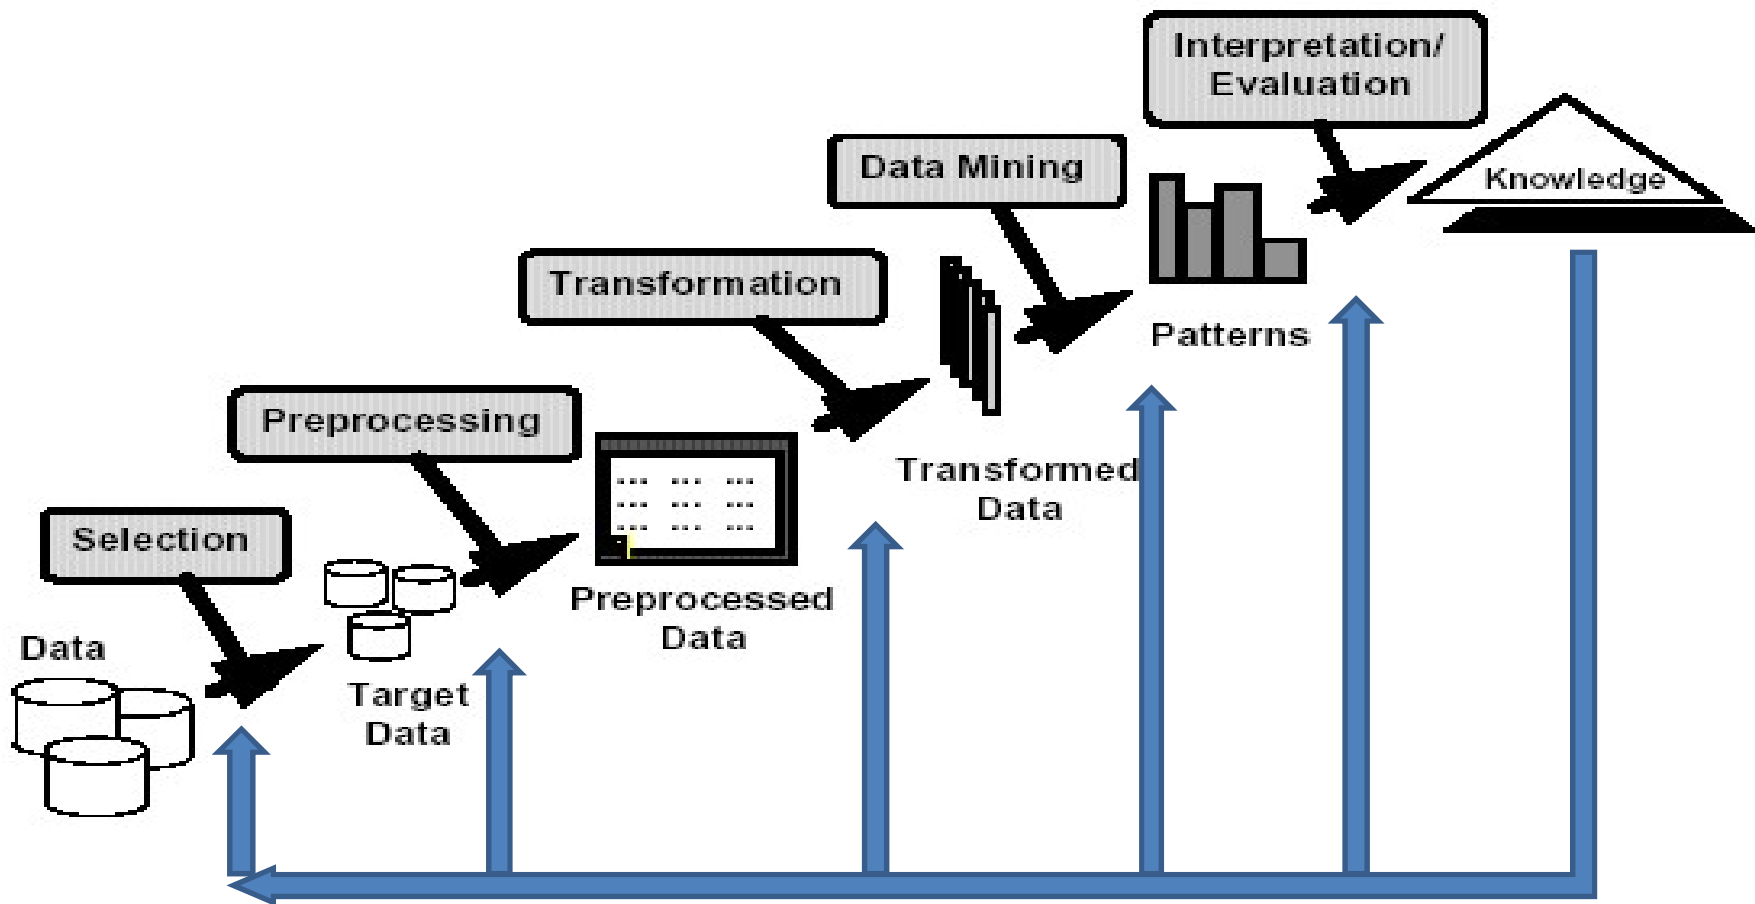 Interpretation/
Evaluation
Data Mining
Knowledge
Transformation
Patterns
Preprocessing
Transformed
Data
Selection
Preprocessed
Data
Data
Target
Data